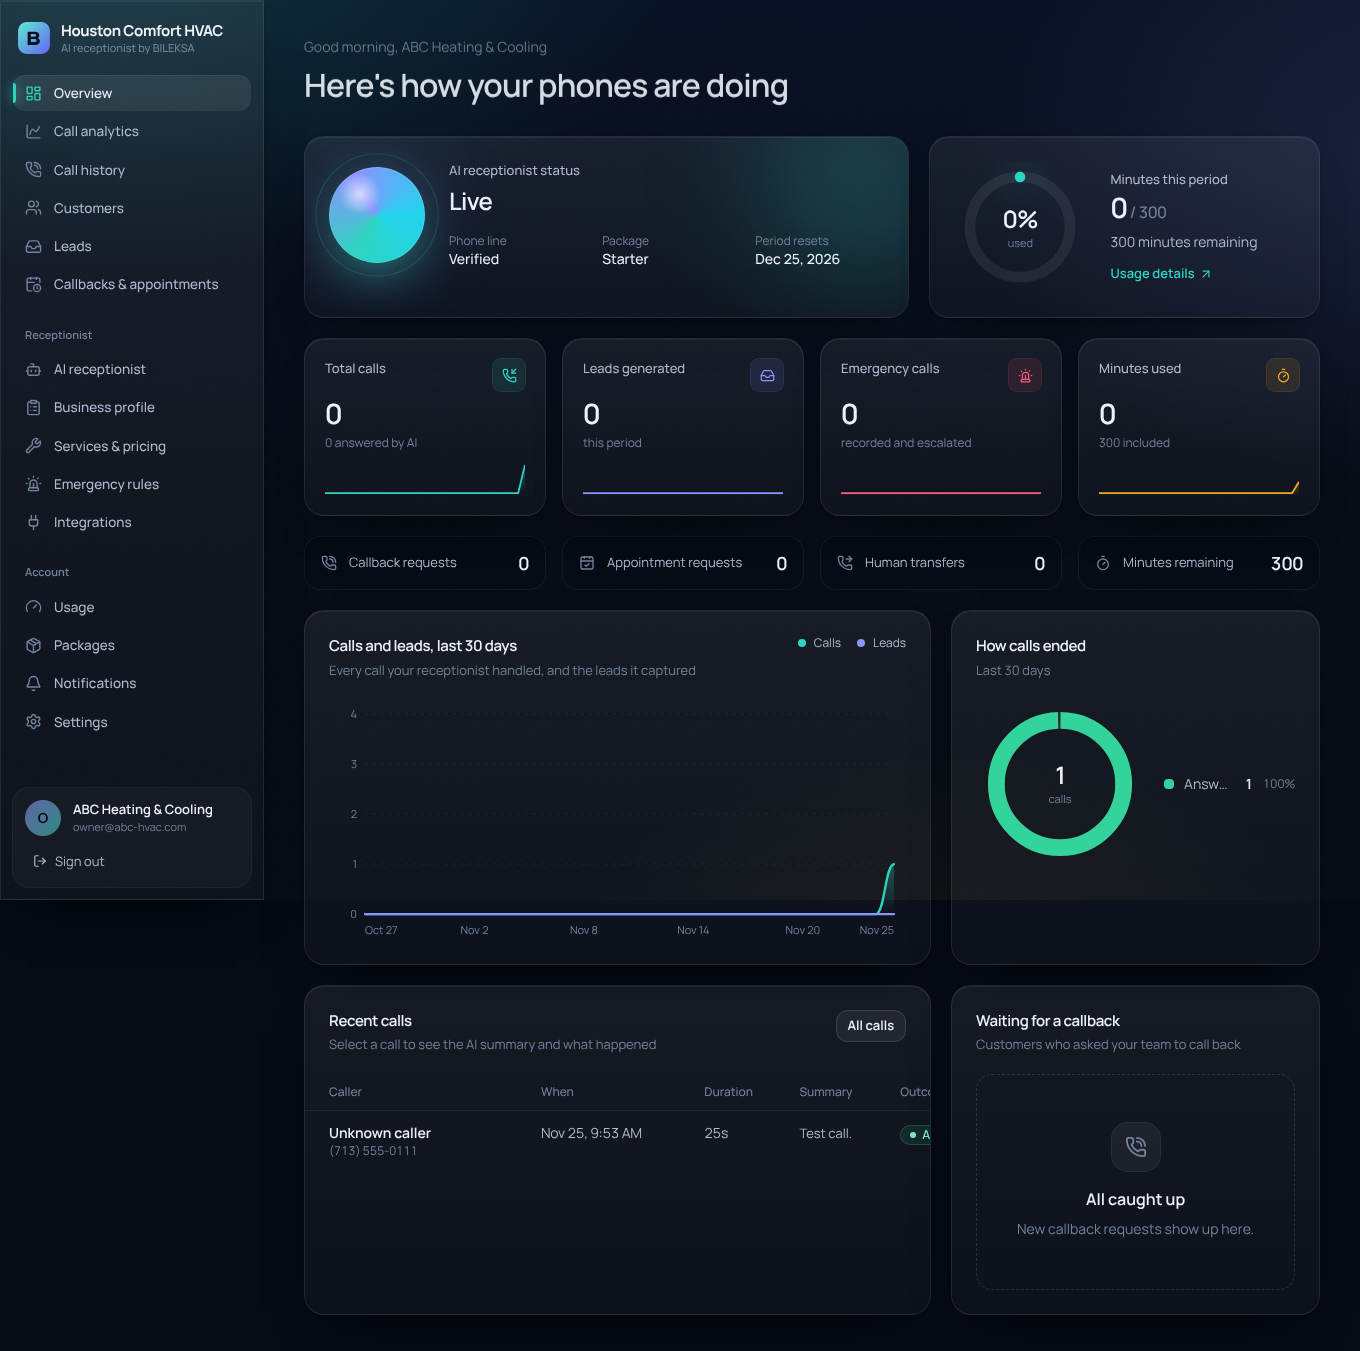 B
Houston Comfort HVAC
AI receptionist by BILEKSA
Overview
Call analytics
Call history
Customers
Leads
Callbacks & appointments
Receptionist
AI receptionist
Business profile
Services & pricing
Emergency rules
Integrations
Account
Usage
Packages
Notifications
Settings
O
ABC Heating & Cooling
owner@abc-hvac.com
Sign out
Good morning, ABC Heating & Cooling
Here's how your phones are doing
AI receptionist status
Live
Phone line Package Period resets
Verified Starter Dec 25, 2026
0%
used
Minutes this period
0 / 300
300 minutes remaining
Usage details
Total calls
0
0 answered by AI
Leads generated
0
this period
Emergency calls
0
recorded and escalated
Minutes used
0
300 included
Callback requests 0
Appointment requests 0
Human transfers 0
Minutes remaining 300
Calls and leads, last 30 days
Calls Leads
Every call your receptionist handled, and the leads it captured
4
3
2
1
0
Oct 27 Nov 2 Nov 8 Nov 14 Nov 20 Nov 25
How calls ended
Last 30 days
1
calls
Answ... 1 100%
Recent calls
All calls
Select a call to see the AI summary and what happened
Caller When Duration Summary Outco
Unknown caller Nov 25, 9:53 AM 25s Test call. A
(713) 555-0111
Waiting for a callback
Customers who asked your team to call back
All caught up
New callback requests show up here.